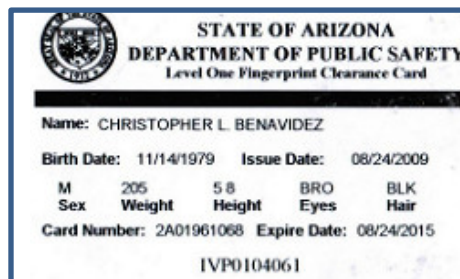 STATE OF ARIZONA
DEPARTMENT OF PUBLIC SAFETY
Level One Fingerprint Clearance Card
Name: CHRISTOPHER L. BENAVIDEZ
Birth Date: 11/14/1979 Issue Date: 08/24/2009
M 205 5 8 BRO BLK
Sex Weight Height Eyes Hair
Card Number: 2A01961068 Expire Date: 08/24/2015
IVP0104061